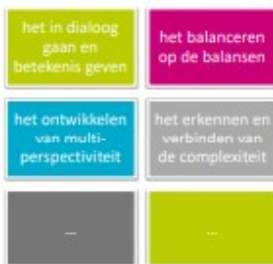 het in dialoog
gaan en
betekenis geven
het balanceren
op de balansen
het ontwikkelen
van multi-
perspectiviteit
het erkennen en
verbinden van
de complexiteit
...
...